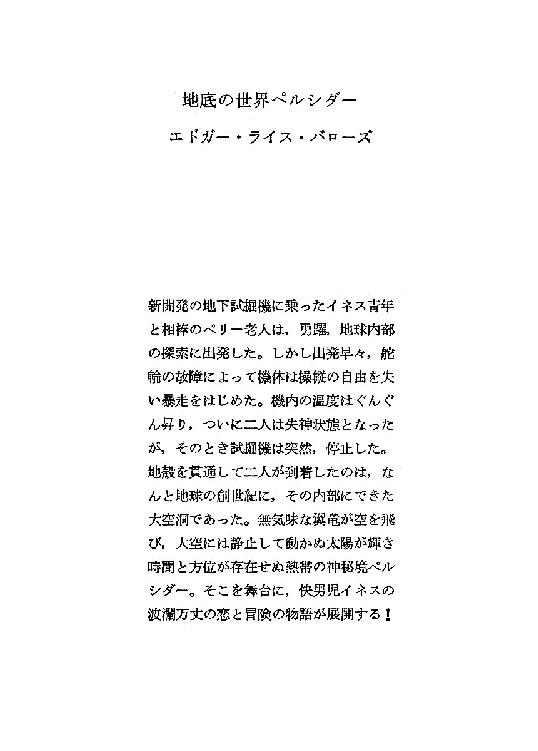 地底の世界ペルシダー
エドガー・ライス・バローズ
新開発の地下試掘機に乗ったイネス青年
と相棒のペリー老人は、勇躍、地球内部
の探索に出発した。しかし出発早々、舵
輪の故障によって機体は操縦の自由を失
い暴走をはじめた。機内の温度はぐんぐ
ん昇り、ついに二人は失神状態となった
が、そのとき試掘機は突然、停止した。
地殻を貫通して二人が到着したのは、な
んと地球の創世紀に、その内部にできた
大空洞であった。無気味な翼竜が空を飛
び、大空には静止して動かぬ太陽が輝き
時間と方位が存在せぬ熱帯の神秘境ペル
シダー。そこを舞台に、快男児イネスの
波瀾万丈の恋と冒険の物語が展開する!